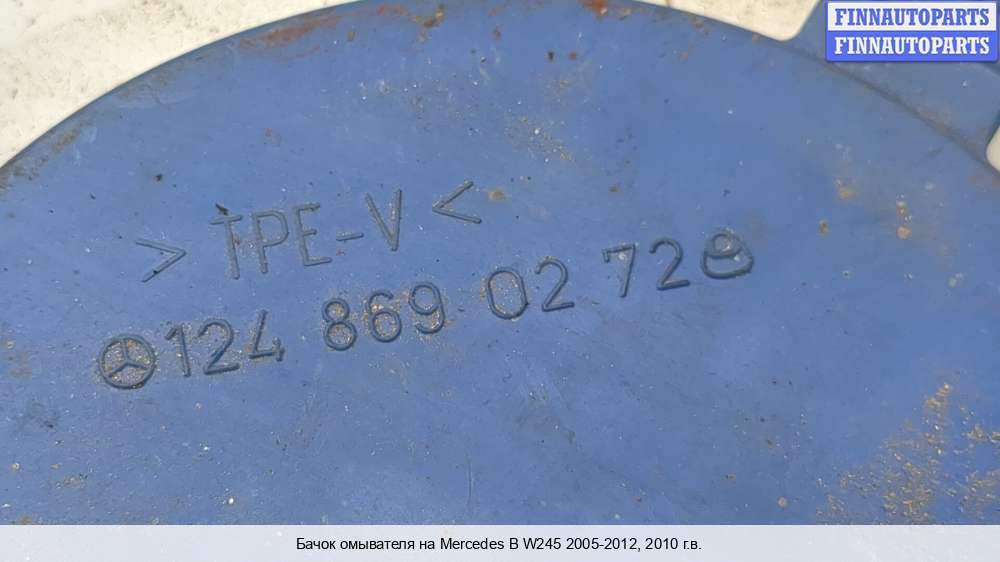 FINNAUTOPARTS
FINNAUTOPARTS
> TPE-V <
124 869 02 72
Бачок омывателя на Mercedes B W245 2005-2012, 2010 г.в.